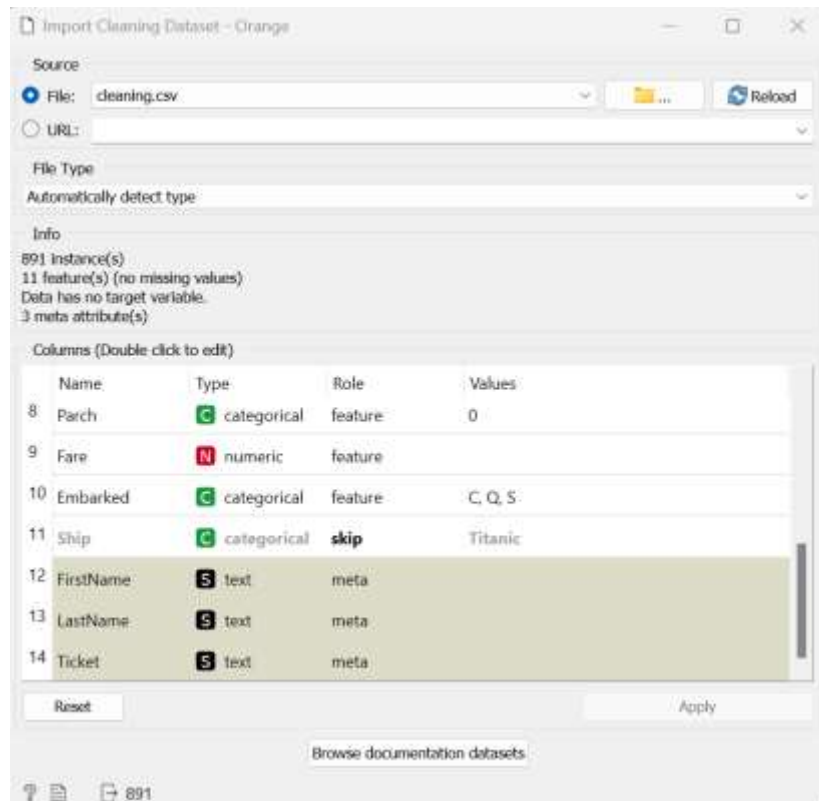 Import Cleaning Dataset - Orange
Source
File: cleaning.csv ... Reload
URL:
File Type
Automatically detect type
Info
891 instance(s)
11 feature(s) (no missing values)
Data has no target variable.
3 meta attribute(s)
Columns (Double click to edit)
Name Type Role Values
8 Parch C categorical feature 0
9 Fare N numeric feature
10 Embarked C categorical feature C, Q, S
11 Ship C categorical skip Titanic
12 FirstName S text meta
13 LastName S text meta
14 Ticket S text meta
Reset Apply
Browse documentation datasets
? 891